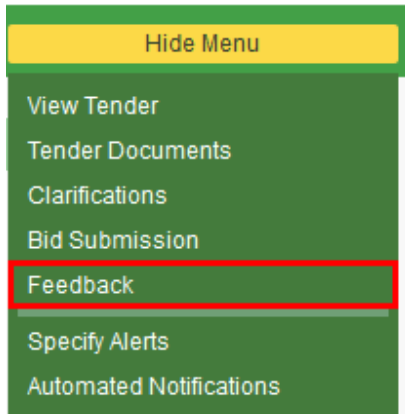 Hide Menu
View Tender
Tender Documents
Clarifications
Bid Submission
Feedback
Specify Alerts
Automated Notifications